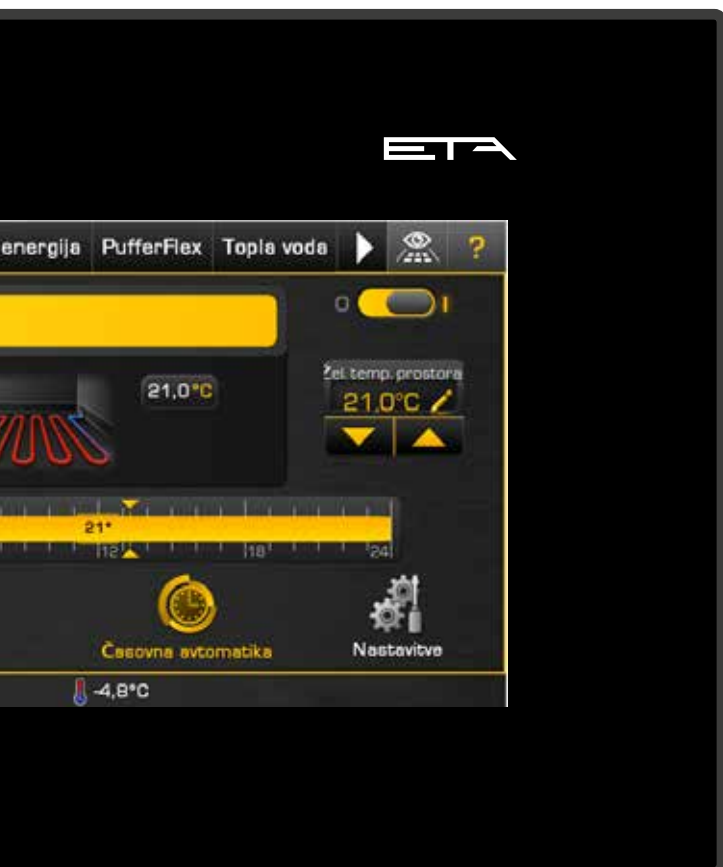 ETA
energija PufferFlex Topla voda ?
O I
21,0°C
Žel. temp. prostora
21,0°C
21°
12 18 24
Časovna avtomatika Nastavitve
-4,8°C